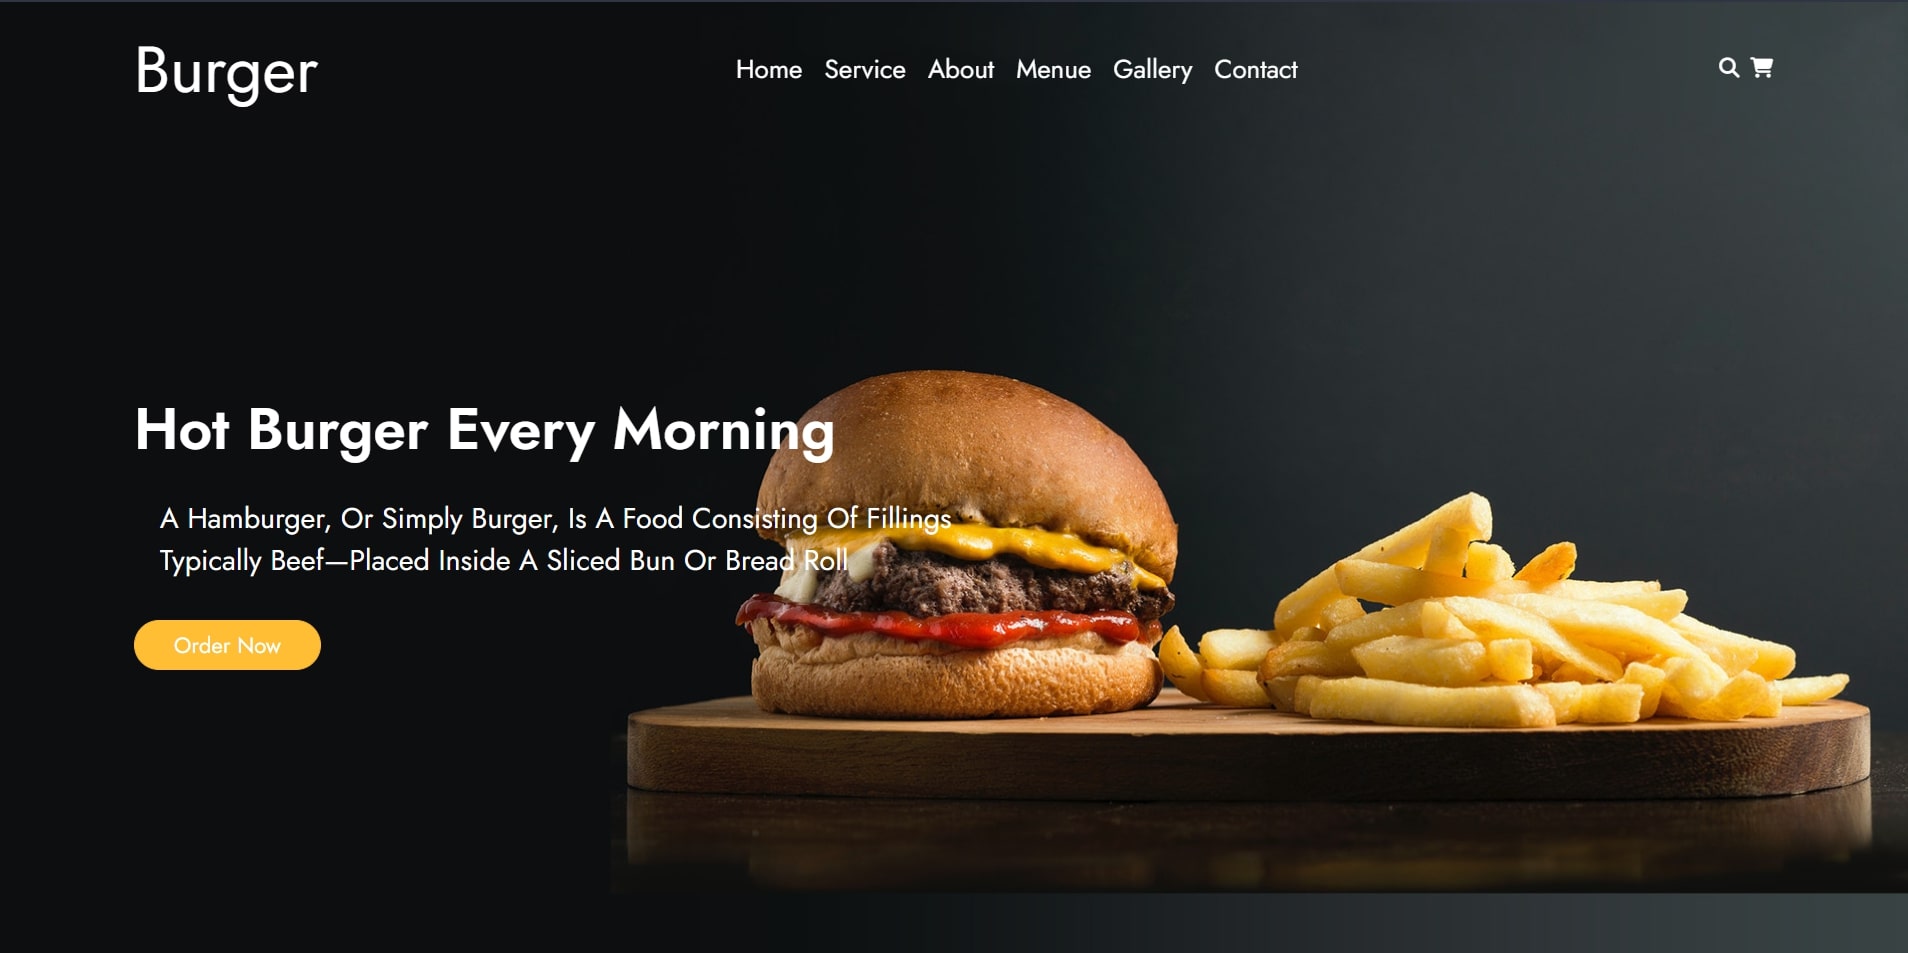 Burger
Home Service About Menue Gallery Contact
Hot Burger Every Morning
A Hamburger, Or Simply Burger, Is A Food Consisting Of Fillings
Typically Beef—Placed Inside A Sliced Bun Or Bread Roll
Order Now